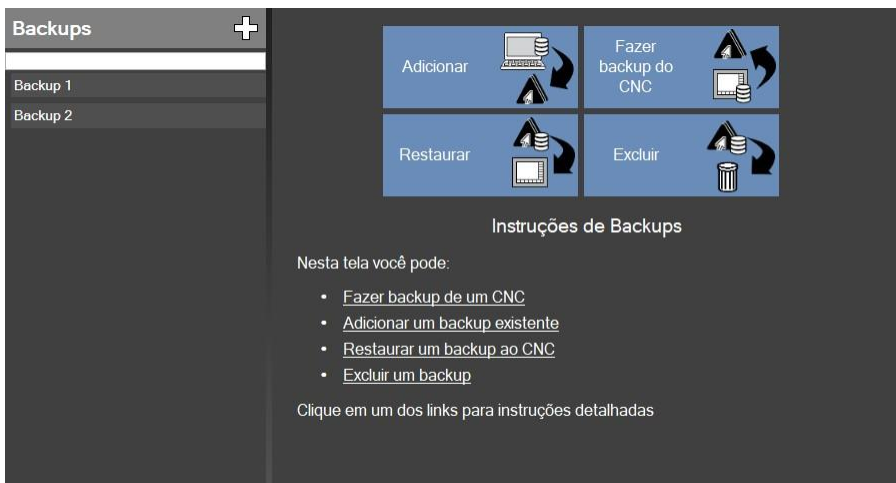 Backups
Backup 1
Backup 2
Adicionar
Fazer
backup do
CNC
Restaurar
Excluir
Instruções de Backups
Nesta tela você pode:
• Fazer backup de um CNC
• Adicionar um backup existente
• Restaurar um backup ao CNC
• Excluir um backup
Clique em um dos links para instruções detalhadas